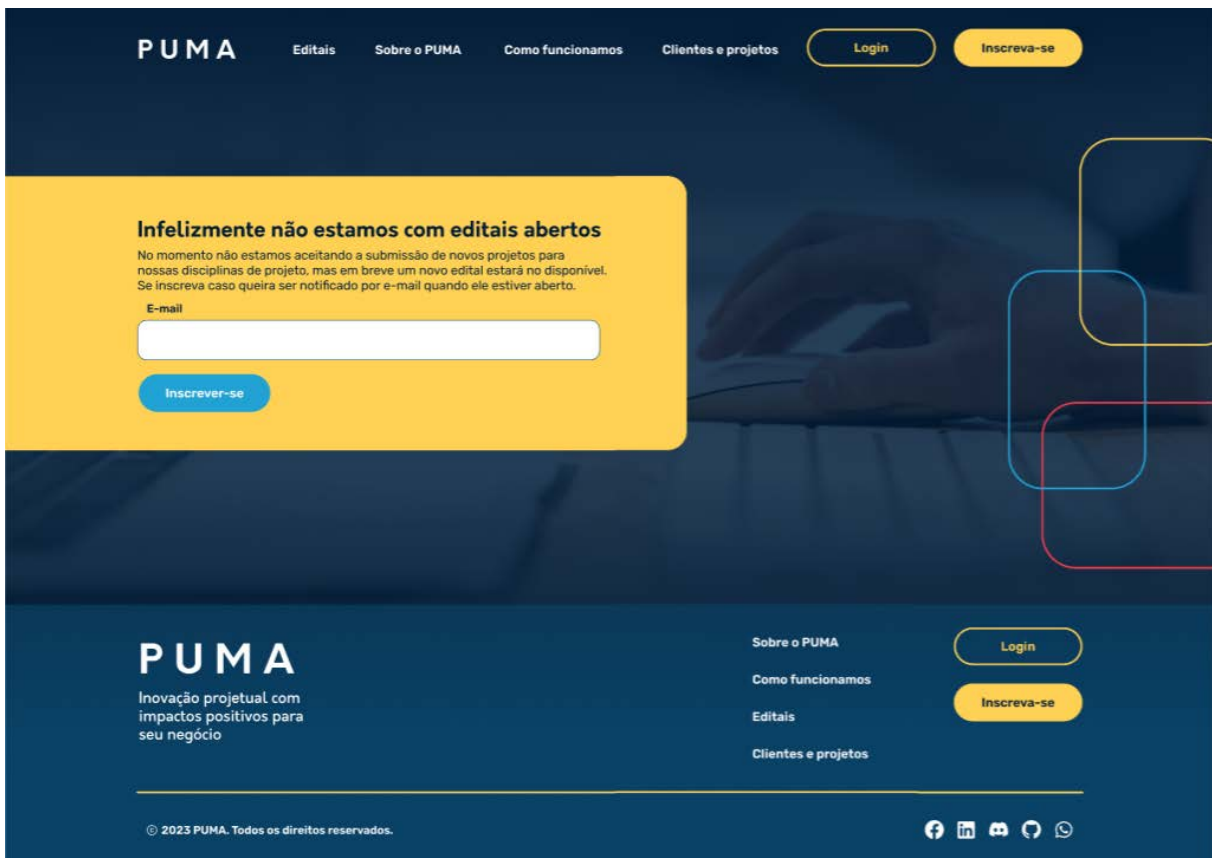 PUMA
Editais
Sobre o PUMA
Como funcionamos
Clientes e projetos
Login
Inscreva-se
Infelizmente não estamos com editais abertos
No momento não estamos aceitando a submissão de novos projetos para
nossas disciplinas de projeto, mas em breve um novo edital estará no disponível.
Se inscreva caso queira ser notificado por e-mail quando ele estiver aberto.
E-mail
Inscrever-se
PUMA
Inovação projetual com
impactos positivos para
seu negócio
Sobre o PUMA
Como funcionamos
Editais
Clientes e projetos
Login
Inscreva-se
© 2023 PUMA. Todos os direitos reservados.